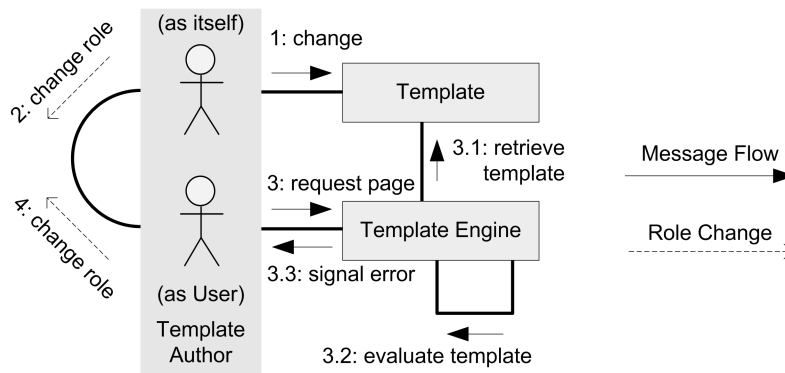 (as itself)
1: change
2: change role
Template
3.1: retrieve
template
Message Flow
3: request page
4: change role
Template Engine
Role Change
3.3: signal error
(as User)
Template
Author
3.2: evaluate template